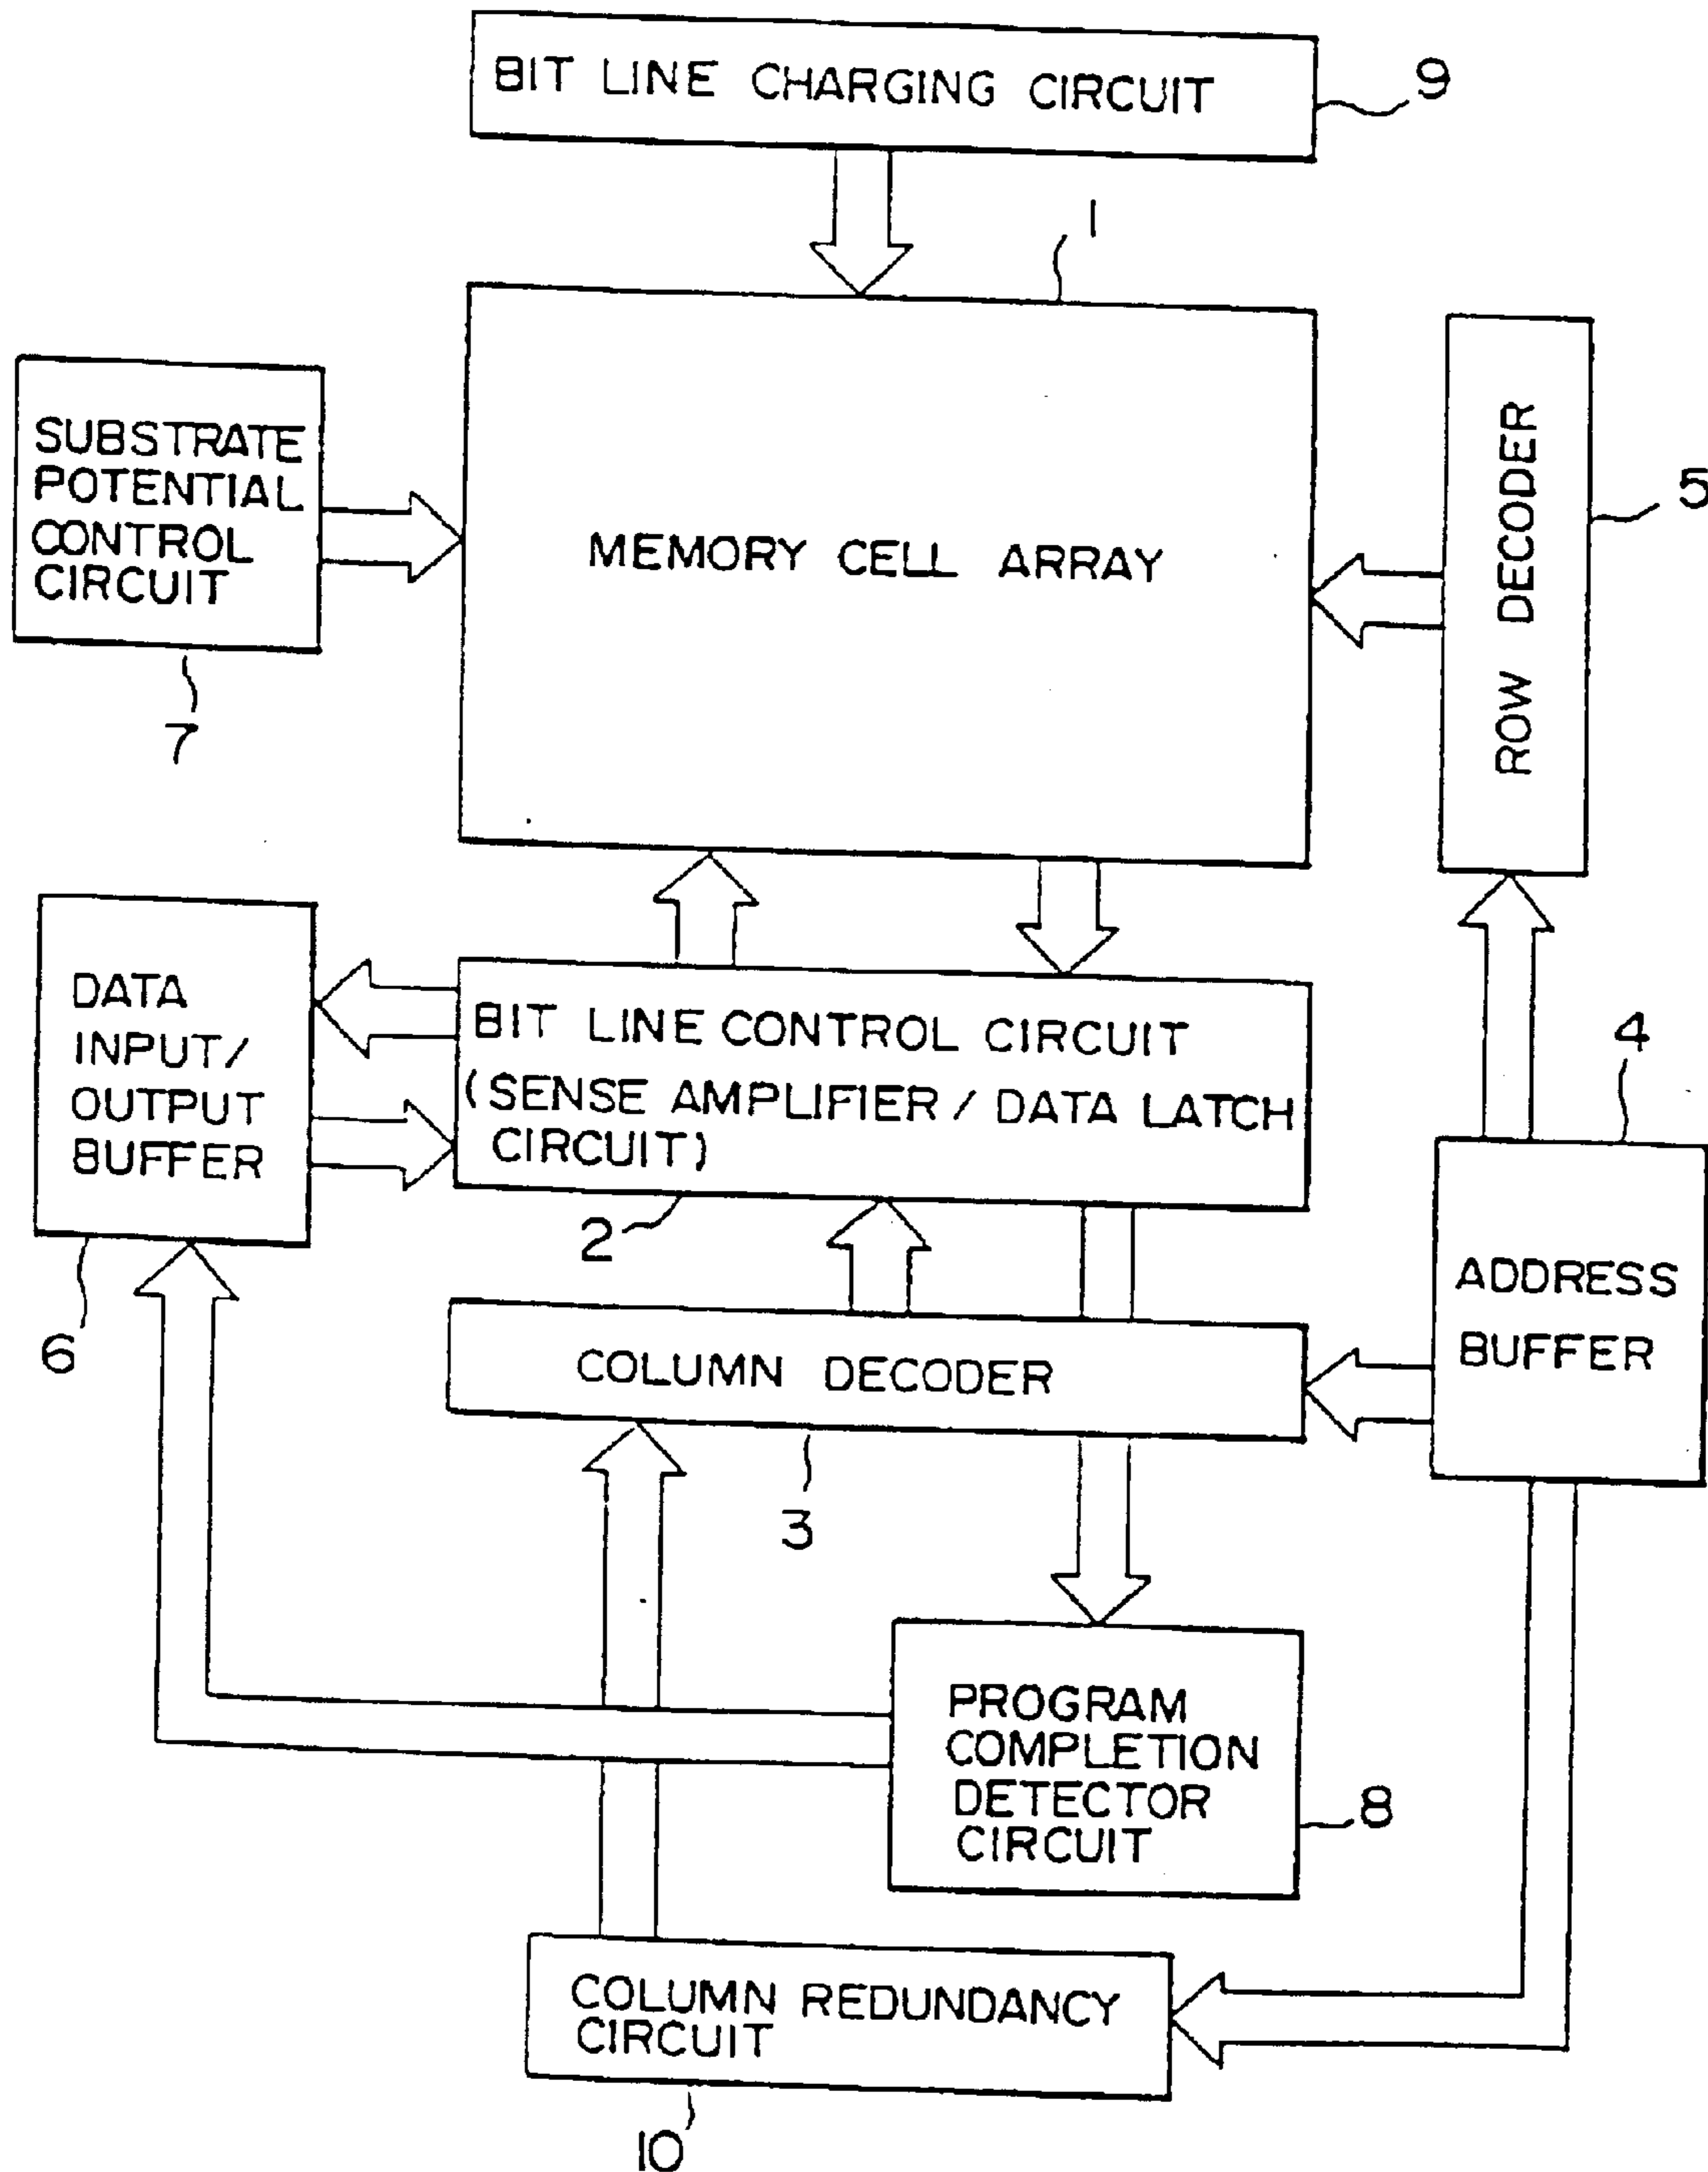 BIT LINE CHARGING CIRCUIT
9
1
MEMORY CELL ARRAY
SUBSTRATE
POTENTIAL
CONTROL
CIRCUIT
7
ROW DECODER
5
DATA
INPUT/
OUTPUT
BUFFER
6
BIT LINE CONTROL CIRCUIT
(SENSE AMPLIFIER / DATA LATCH
CIRCUIT)
2
4
ADDRESS
BUFFER
COLUMN DECODER
3
PROGRAM
COMPLETION
DETECTOR
CIRCUIT
8
COLUMN REDUNDANCY
CIRCUIT
10